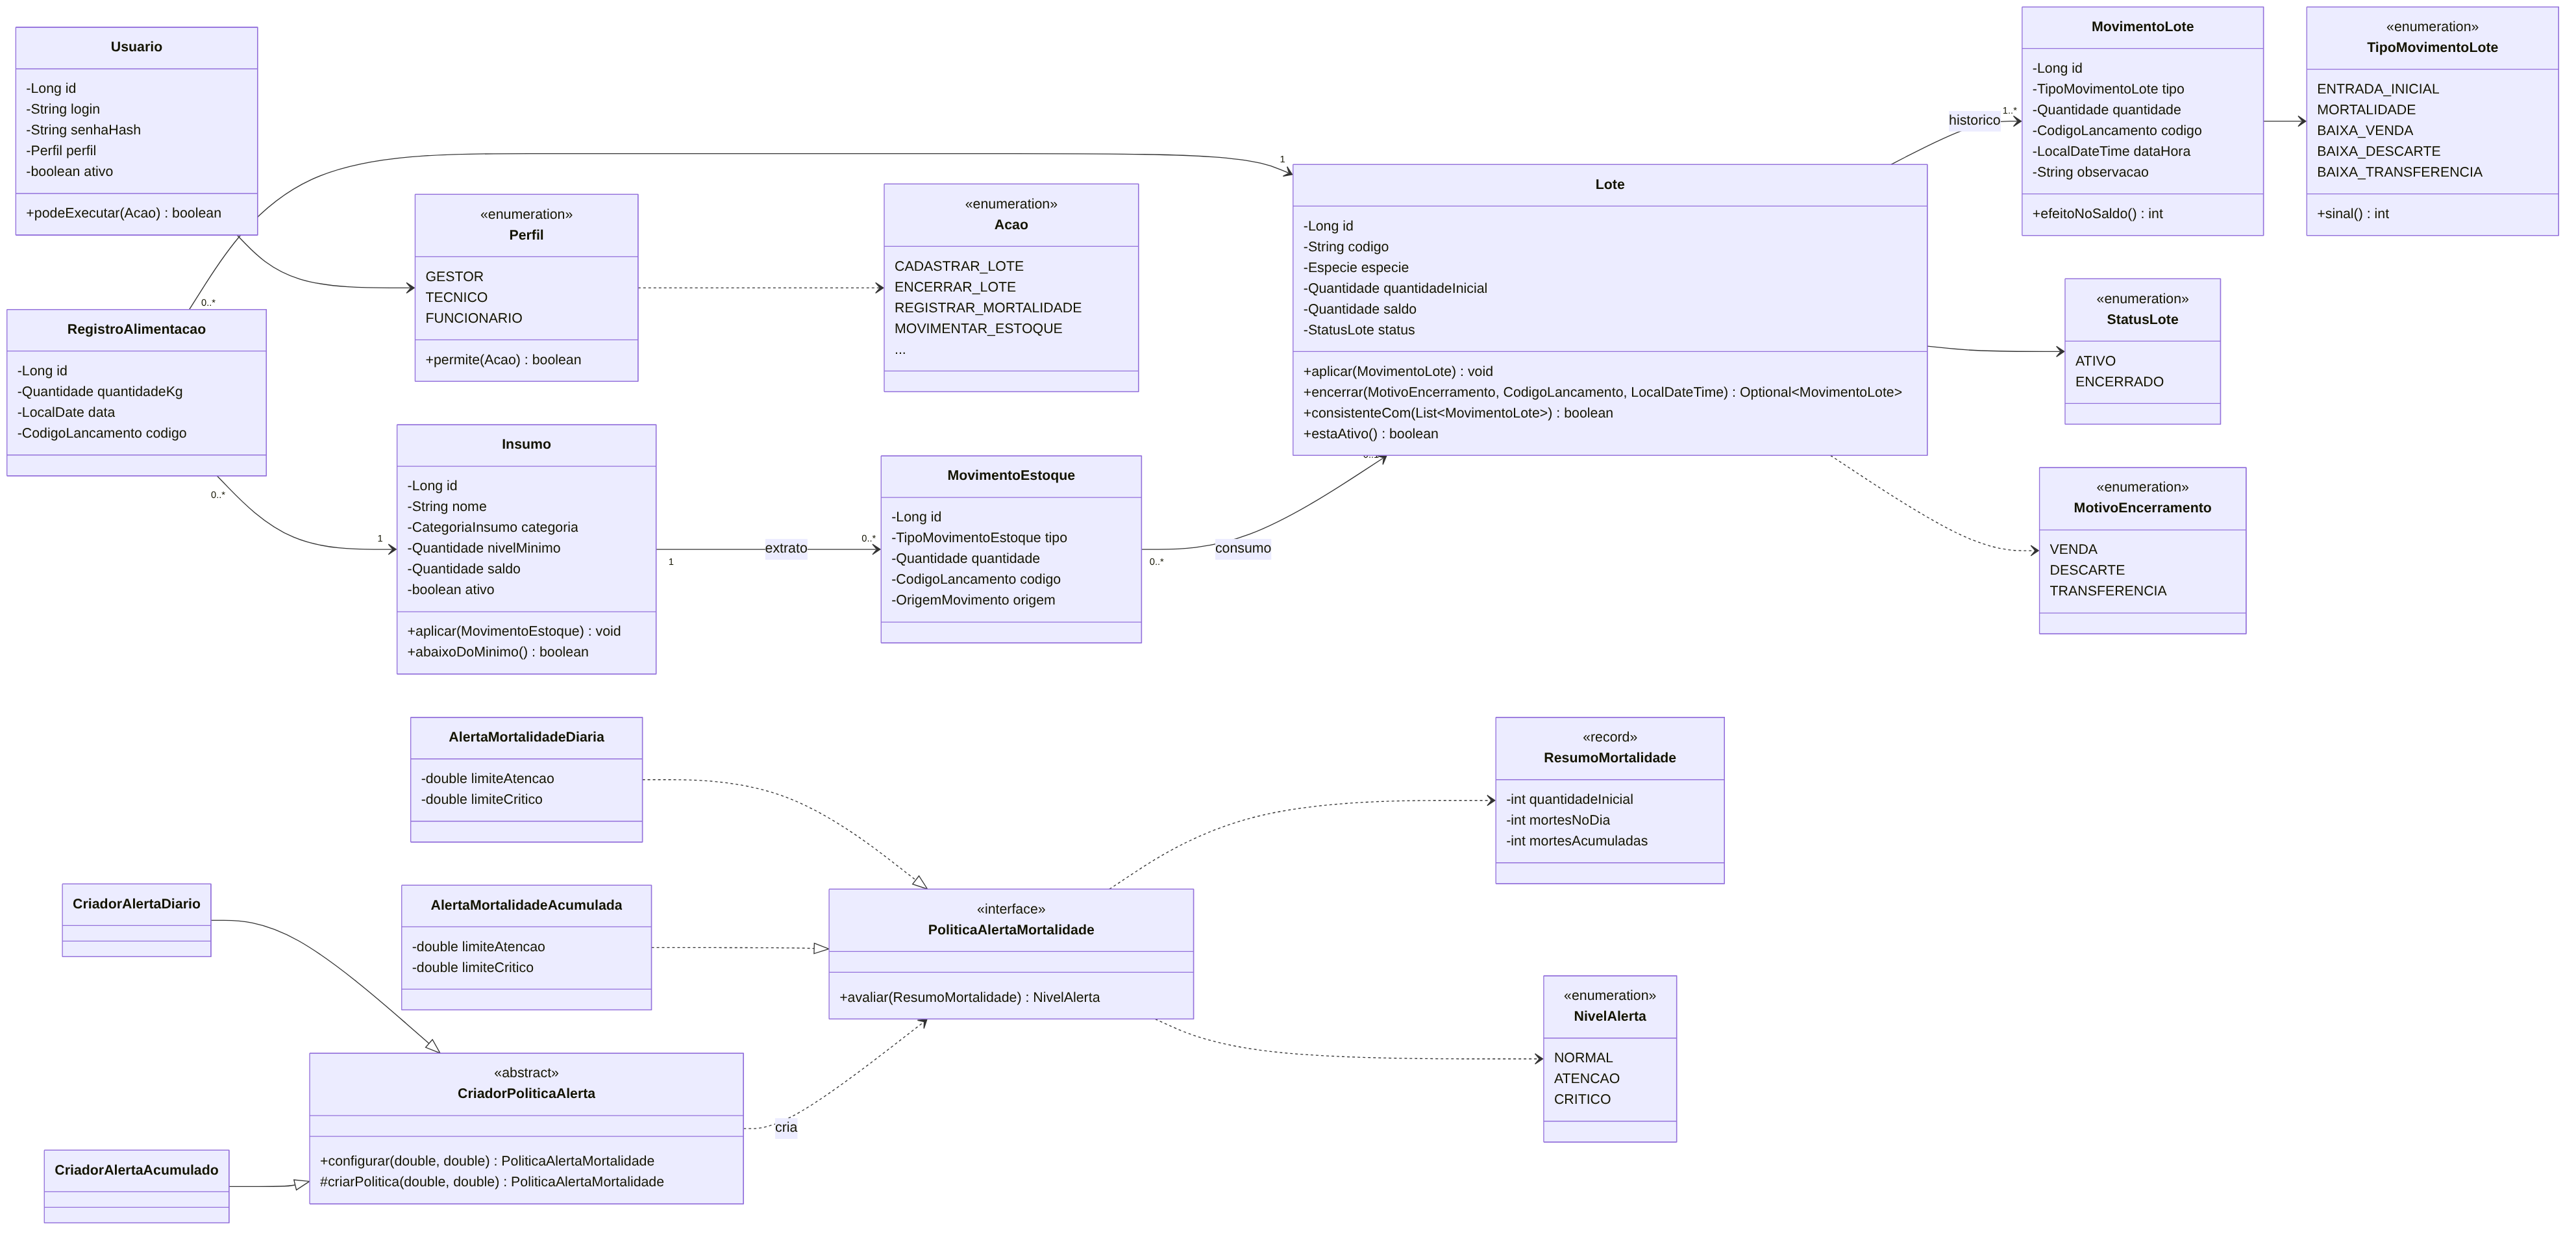 Usuario
-Long id
-String login
-String senhaHash
-Perfil perfil
-boolean ativo
+podeExecutar(Acao) : boolean
RegistroAlimentacao
-Long id
-Quantidade quantidadeKg
-LocalDate data
-CodigoLancamento codigo
0..*
1
0..*
1
«enumeration»
Perfil
GESTOR
TECNICO
FUNCIONARIO
+permite(Acao) : boolean
«enumeration»
Acao
CADASTRAR_LOTE
ENCERRAR_LOTE
REGISTRAR_MORTALIDADE
MOVIMENTAR_ESTOQUE
...
Insumo
-Long id
-String nome
-CategoriaInsumo categoria
-Quantidade nivelMinimo
-Quantidade saldo
-boolean ativo
+aplicar(MovimentoEstoque) : void
+abaixoDoMinimo() : boolean
1
extrato
0..*
MovimentoEstoque
-Long id
-TipoMovimentoEstoque tipo
-Quantidade quantidade
-CodigoLancamento codigo
-OrigemMovimento origem
0..*
consumo
Lote
-Long id
-String codigo
-Especie especie
-Quantidade quantidadeInicial
-Quantidade saldo
-StatusLote status
+aplicar(MovimentoLote) : void
+encerrar(MotivoEncerramento, CodigoLancamento, LocalDateTime) : Optional<MovimentoLote>
+consistenteCom(List<MovimentoLote>) : boolean
+estaAtivo() : boolean
historico
1..*
MovimentoLote
-Long id
-TipoMovimentoLote tipo
-Quantidade quantidade
-CodigoLancamento codigo
-LocalDateTime dataHora
-String observacao
+efeitoNoSaldo() : int
«enumeration»
TipoMovimentoLote
ENTRADA_INICIAL
MORTALIDADE
BAIXA_VENDA
BAIXA_DESCARTE
BAIXA_TRANSFERENCIA
+sinal() : int
«enumeration»
StatusLote
ATIVO
ENCERRADO
«enumeration»
MotivoEncerramento
VENDA
DESCARTE
TRANSFERENCIA
AlertaMortalidadeDiaria
-double limiteAtencao
-double limiteCritico
AlertaMortalidadeAcumulada
-double limiteAtencao
-double limiteCritico
CriadorAlertaDiario
CriadorAlertaAcumulado
«abstract»
CriadorPoliticaAlerta
+configurar(double, double) : PoliticaAlertaMortalidade
#criarPolitica(double, double) : PoliticaAlertaMortalidade
cria
«interface»
PoliticaAlertaMortalidade
+avaliar(ResumoMortalidade) : NivelAlerta
«record»
ResumoMortalidade
-int quantidadeInicial
-int mortesNoDia
-int mortesAcumuladas
«enumeration»
NivelAlerta
NORMAL
ATENCAO
CRITICO